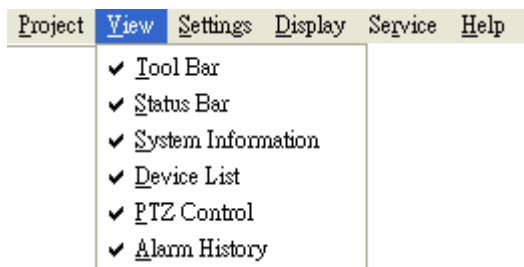 Project View Settings Display Service Help
✔ Tool Bar
✔ Status Bar
✔ System Information
✔ Device List
✔ PTZ Control
✔ Alarm History